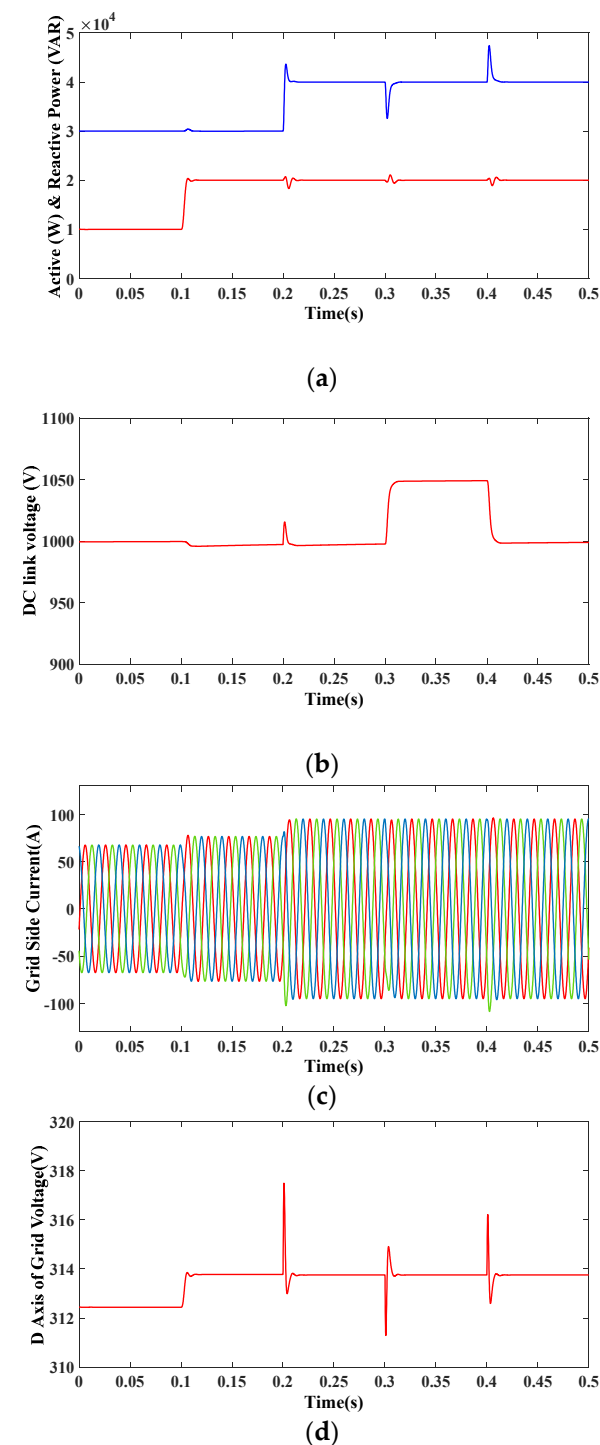 ×10⁴
Active (W) & Reactive Power (VAR)
5
4
3
2
1
0
0 0.05 0.1 0.15 0.2 0.25 0.3 0.35 0.4 0.45 0.5
Time(s)
(a)
DC link voltage (V)
1100
1050
1000
950
900
0 0.05 0.1 0.15 0.2 0.25 0.3 0.35 0.4 0.45 0.5
Time(s)
(b)
Grid Side Current(A)
100
50
0
-50
-100
0 0.05 0.1 0.15 0.2 0.25 0.3 0.35 0.4 0.45 0.5
Time(s)
(c)
D Axis of Grid Voltage(V)
320
318
316
314
312
310
0 0.05 0.1 0.15 0.2 0.25 0.3 0.35 0.4 0.45 0.5
Time(s)
(d)